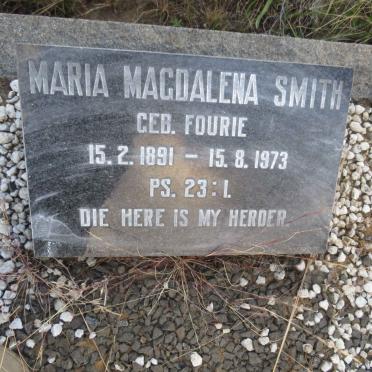 MARIA MAGDALENA SMITH
GEB. FOURIE
15.2.1891 - 15.8.1973
PS. 23:1.
DIE HERE IS MY HERDER.